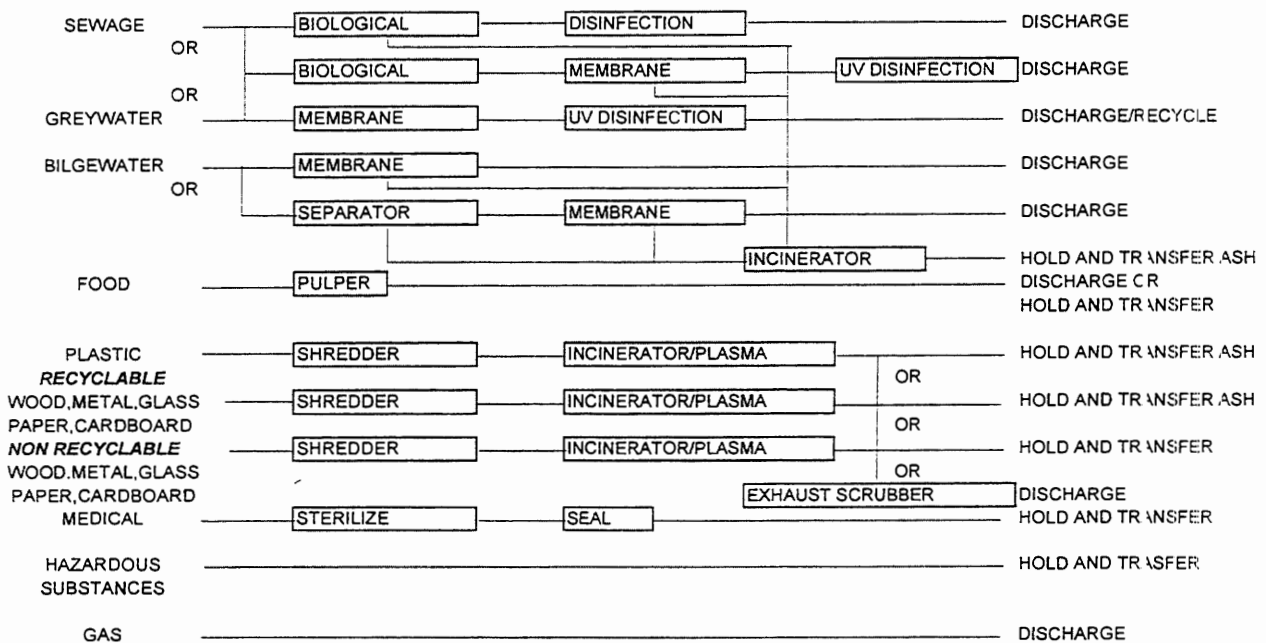 SEWAGE BIOLOGICAL DISINFECTION DISCHARGE
OR
BIOLOGICAL MEMBRANE UV DISINFECTION DISCHARGE
OR
GREYWATER MEMBRANE UV DISINFECTION DISCHARGE/RECYCLE
BILGEWATER MEMBRANE DISCHARGE
OR
SEPARATOR MEMBRANE DISCHARGE
INCINERATOR HOLD AND TRANSFER ASH
FOOD PULPER DISCHARGE OR
HOLD AND TRANSFER
PLASTIC SHREDDER INCINERATOR/PLASMA HOLD AND TRANSFER ASH
RECYCLABLE OR
WOOD,METAL,GLASS SHREDDER INCINERATOR/PLASMA HOLD AND TRANSFER ASH
PAPER,CARDBOARD OR
NON RECYCLABLE SHREDDER INCINERATOR/PLASMA HOLD AND TRANSFER
WOOD.METAL,GLASS OR
PAPER,CARDBOARD EXHAUST SCRUBBER DISCHARGE
MEDICAL STERILIZE SEAL HOLD AND TRANSFER
HAZARDOUS HOLD AND TRANSFER
SUBSTANCES
GAS DISCHARGE